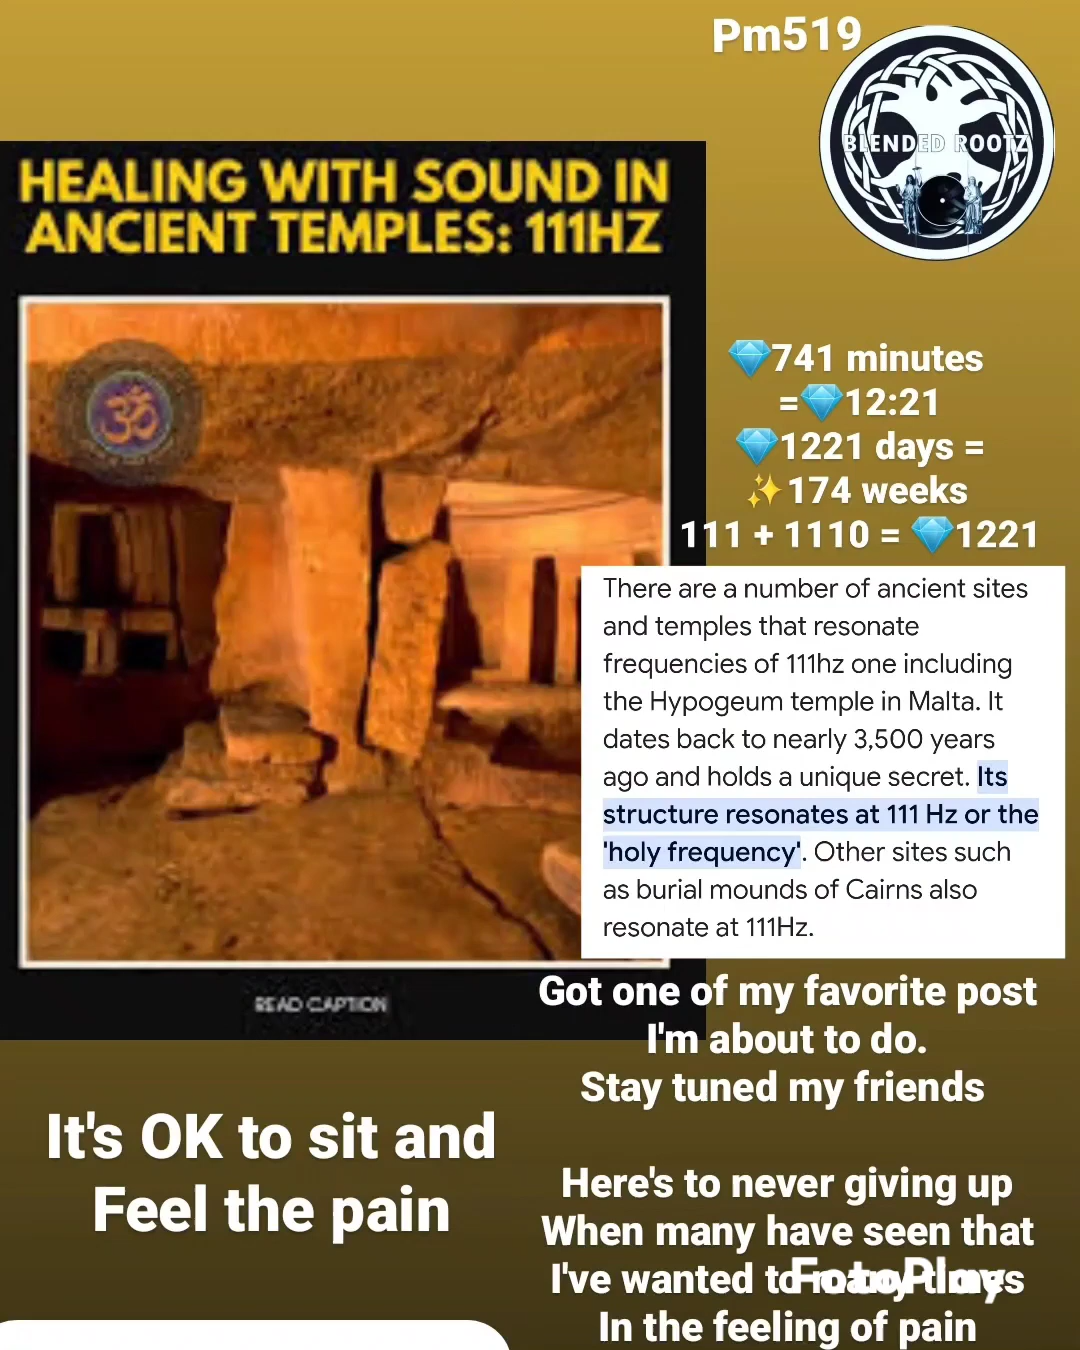 Pm519
BLENDED ROOTZ
HEALING WITH SOUND IN
ANCIENT TEMPLES: 111HZ
ॐ
💎741 minutes
=💎12:21
💎1221 days =
✨174 weeks
111 + 1110 = 💎1221
There are a number of ancient sites
and temples that resonate
frequencies of 111hz one including
the Hypogeum temple in Malta. It
dates back to nearly 3,500 years
ago and holds a unique secret. Its
structure resonates at 111 Hz or the
'holy frequency'. Other sites such
as burial mounds of Cairns also
resonate at 111Hz.
READ CAPTION
Got one of my favorite post
I'm about to do.
Stay tuned my friends
It's OK to sit and
Feel the pain
Here's to never giving up
When many have seen that
I've wanted to many times
FotoPlay
In the feeling of pain